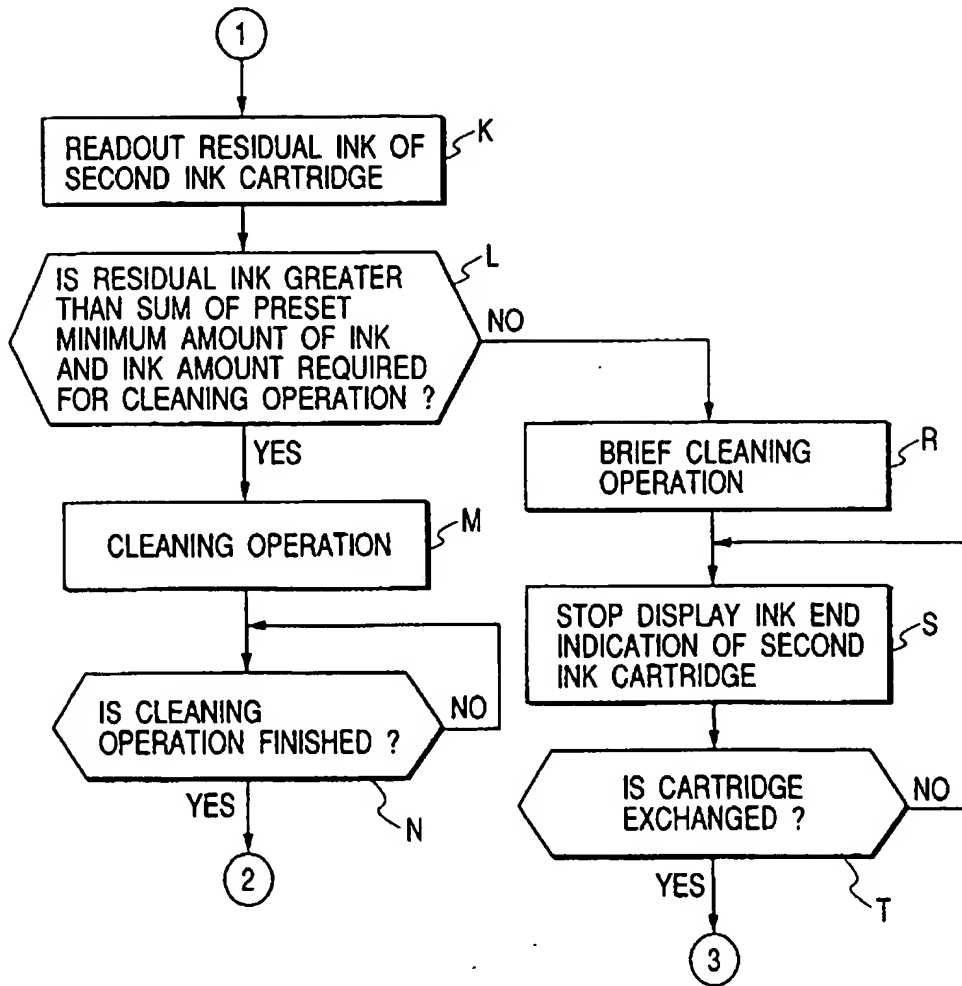 1
READOUT RESIDUAL INK OF
SECOND INK CARTRIDGE
K
IS RESIDUAL INK GREATER
THAN SUM OF PRESET
MINIMUM AMOUNT OF INK
AND INK AMOUNT REQUIRED
FOR CLEANING OPERATION ?
L
NO
YES
CLEANING OPERATION
M
IS CLEANING
OPERATION FINISHED ?
NO
YES
N
2
BRIEF CLEANING
OPERATION
R
STOP DISPLAY INK END
INDICATION OF SECOND
INK CARTRIDGE
S
IS CARTRIDGE
EXCHANGED ?
NO
YES
T
3